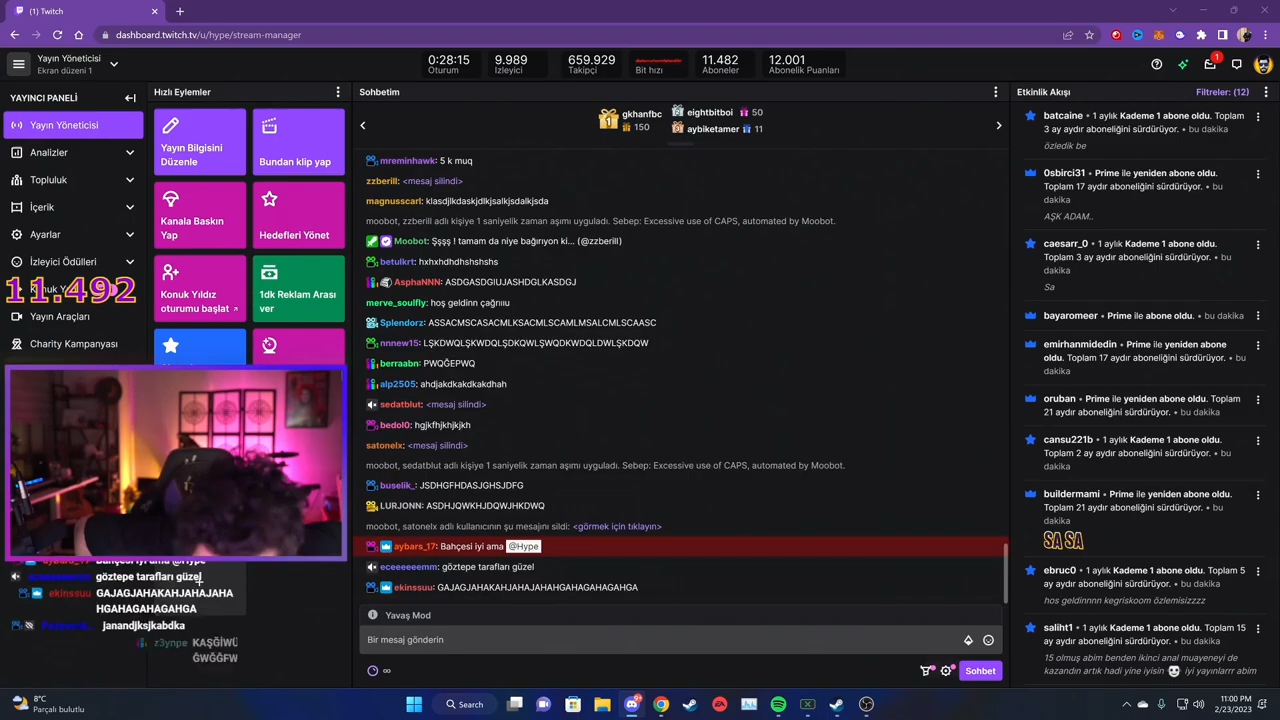 (1) Twitch
dashboard.twitch.tv/u/hype/stream-manager
Yayın Yöneticisi
Ekran düzeni 1
0:28:15
Oturum
9.989
İzleyici
659.929
Takipçi
Bit hızı
11.482
Aboneler
12.001
Abonelik Puanları
1
YAYINCI PANELİ
Yayın Yöneticisi
Analizler
Topluluk
İçerik
Ayarlar
İzleyici Ödülleri
11.492
Yayın Araçları
Charity Kampanyası
Hızlı Eylemler
Yayın Bilgisini
Düzenle
Bundan klip yap
Kanala Baskın
Yap
Hedefleri Yönet
Konuk Yıldız
oturumu başlat
1dk Reklam Arası
ver
Sohbetim
1 gkhanfbc
150
eightbitboi 50
aybiketamer 11
mreminhawk: 5 k muq
zzberill: <mesaj silindi>
magnusscarl: klasdjlkdaskjdlkjsalkjsdalkjsda
moobot, zzberill adlı kişiye 1 saniyelik zaman aşımı uyguladı. Sebep: Excessive use of CAPS, automated by Moobot.
Moobot: Şşşş ! tamam da niye bağırıyon ki... (@zzberill)
betulkrt: hxhxhdhdhshshshs
AsphaNNN: ASDGASDGIUJASHDGLKASDGJ
merve_soulfly: hoş geldinn çağrııu
Splendorz: ASSACMSCASACMLKSACMLSCAMLMSALCMLSCAASC
nnnew15: LŞKDWQLŞKWDQLŞDKQWLŞWQDKWDQLDWLŞKDQW
berraabn: PWQĞEPWQ
alp2505: ahdjakdkakdkakdhah
sedatblut: <mesaj silindi>
bedol0: hgjkfhjkhjkjkh
satonelx: <mesaj silindi>
moobot, sedatblut adlı kişiye 1 saniyelik zaman aşımı uyguladı. Sebep: Excessive use of CAPS, automated by Moobot.
buselik_: JSDHGFHDASJGHSJDFG
LURJONN: ASDHJQWKHJDQWJHKDWQ
moobot, satonelx adlı kullanıcının şu mesajını sildi: <görmek için tıklayın>
aybars_17: Bahçesi iyi ama @Hype
eceeeeeemm: göztepe tarafları güzel
ekinssuu: GAJAGJAHAKAHJAHAJAHAHGAHAGAHAGAHGA
Yavaş Mod
Bir mesaj gönderin
Sohbet
Etkinlik Akışı
Filtreler: (12)
batcaine • 1 aylık Kademe 1 abone oldu. Toplam
3 ay aydır aboneliğini sürdürüyor. • bu dakika
özledik be
0sbirci31 • Prime ile yeniden abone oldu.
Toplam 17 aydır aboneliğini sürdürüyor. • bu
dakika
AŞK ADAM..
caesarr_0 • 1 aylık Kademe 1 abone oldu.
Toplam 3 ay aydır aboneliğini sürdürüyor. • bu
dakika
Sa
bayaromeer • Prime ile abone oldu. • bu dakika
emirhanmidedin • Prime ile yeniden abone
oldu. Toplam 17 aydır aboneliğini sürdürüyor. • bu
dakika
oruban • Prime ile yeniden abone oldu. Toplam
21 aydır aboneliğini sürdürüyor. • bu dakika
cansu221b • 1 aylık Kademe 1 abone oldu.
Toplam 2 ay aydır aboneliğini sürdürüyor. • bu
dakika
buildermami • Prime ile yeniden abone oldu.
Toplam 21 aydır aboneliğini sürdürüyor. • bu
dakika
SA SA
ebruc0 • 1 aylık Kademe 1 abone oldu. Toplam 5
ay aydır aboneliğini sürdürüyor. • bu dakika
hos geldinnnn kegriskoom özlemisizzzz
saliht1 • 1 aylık Kademe 1 abone oldu. Toplam 15
ay aydır aboneliğini sürdürüyor. • bu dakika
15 olmuş abim benden ikinci anal muayeneyi de
kazandın artık hadi yine iyisin iyi yayınlarrr abim
Bahçesi iyi ama @Hype
göztepe tarafları güzel
ekinssuu GAJAGJAHAKAHJAHAJAHA
HGAHAGAHAGAHGA
janandjksjkabdka
z3ynpe KAŞĞİWÜ
ĞWĞĞFW
8°C
Parçalı bulutlu
Search
9+
11:00 PM
2/23/2023